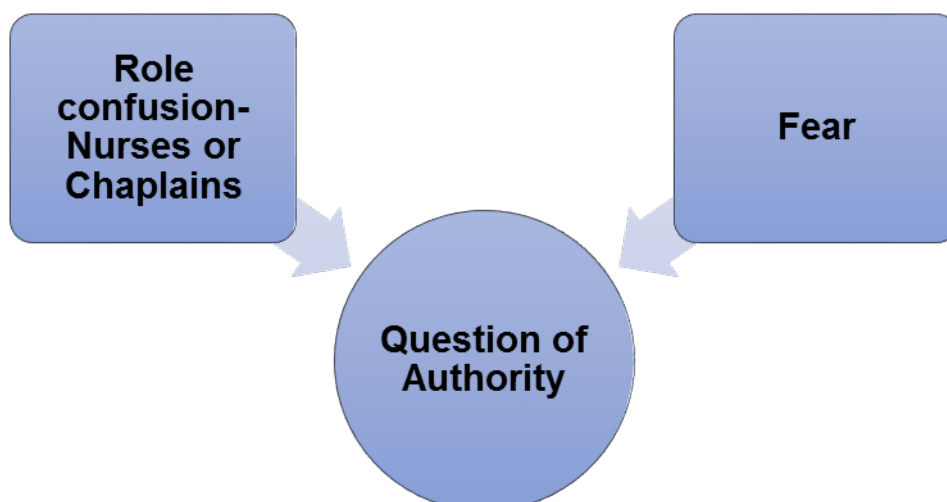 Role
confusion-
Nurses or
Chaplains
Fear
Question of
Authority